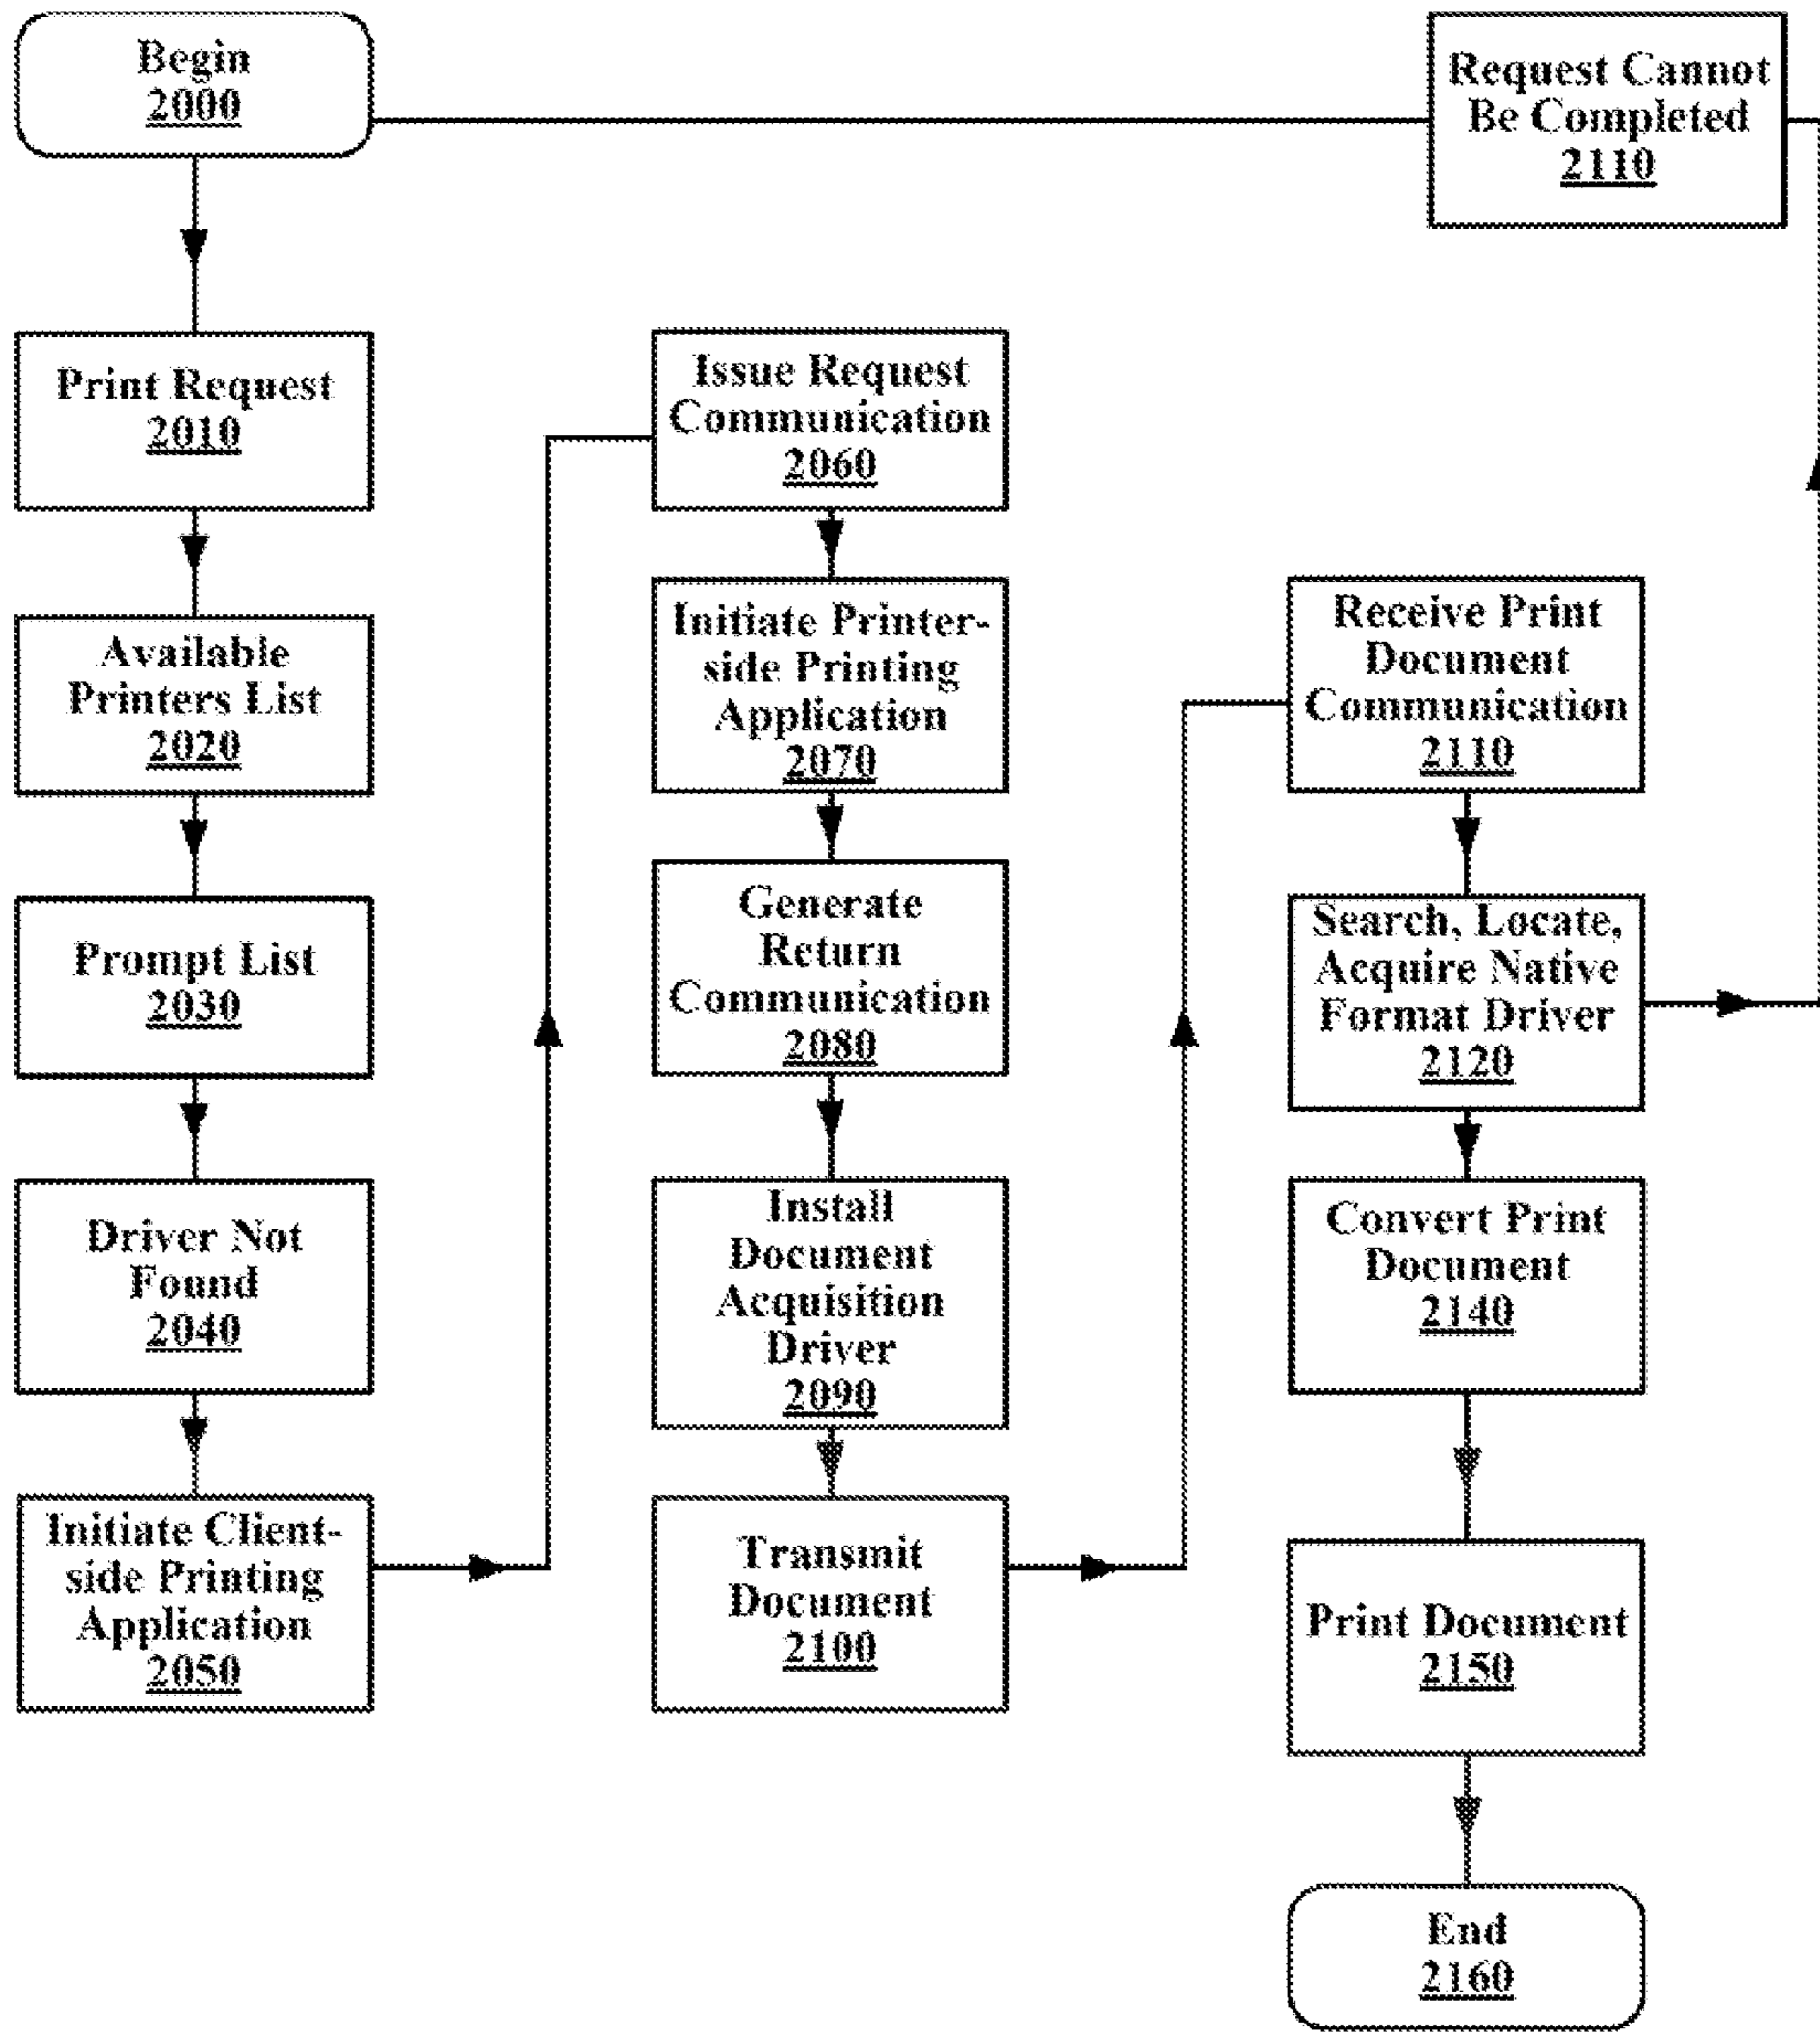 Begin
2000
Request Cannot
Be Completed
2110
Print Request
2010
Available
Printers List
2020
Prompt List
2030
Driver Not
Found
2040
Initiate Client-
side Printing
Application
2050
Issue Request
Communication
2060
Initiate Printer-
side Printing
Application
2070
Generate
Return
Communication
2080
Install
Document
Acquisition
Driver
2090
Transmit
Document
2100
Receive Print
Document
Communication
2110
Search, Locate,
Acquire Native
Format Driver
2120
Convert Print
Document
2140
Print Document
2150
End
2160